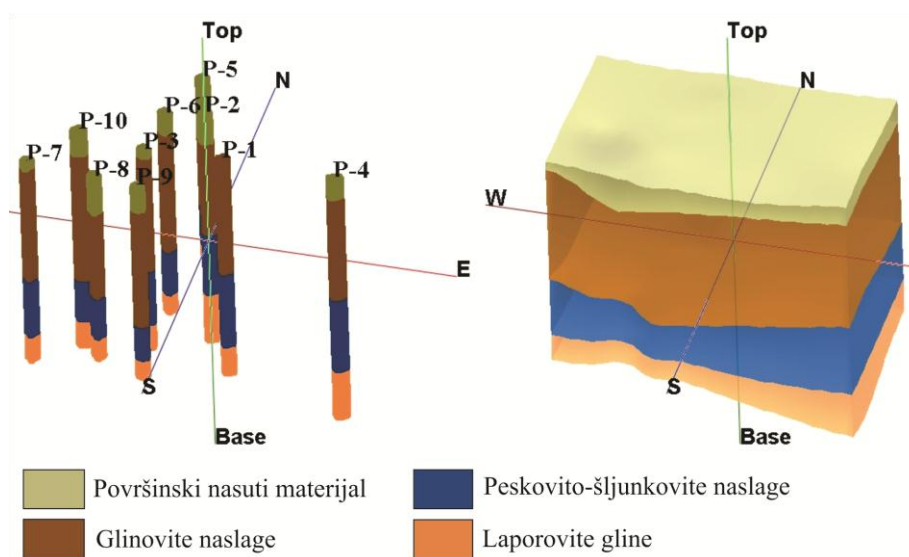 Top
P-5
N
P-6
P-2
P-10
P-3
P-1
P-7
P-8
P-9
P-4
E
S
Base
Top
N
W
S
Base
Površinski nasuti materijal
Peskovito-šljunkovite naslage
Glinovite naslage
Laporovite gline